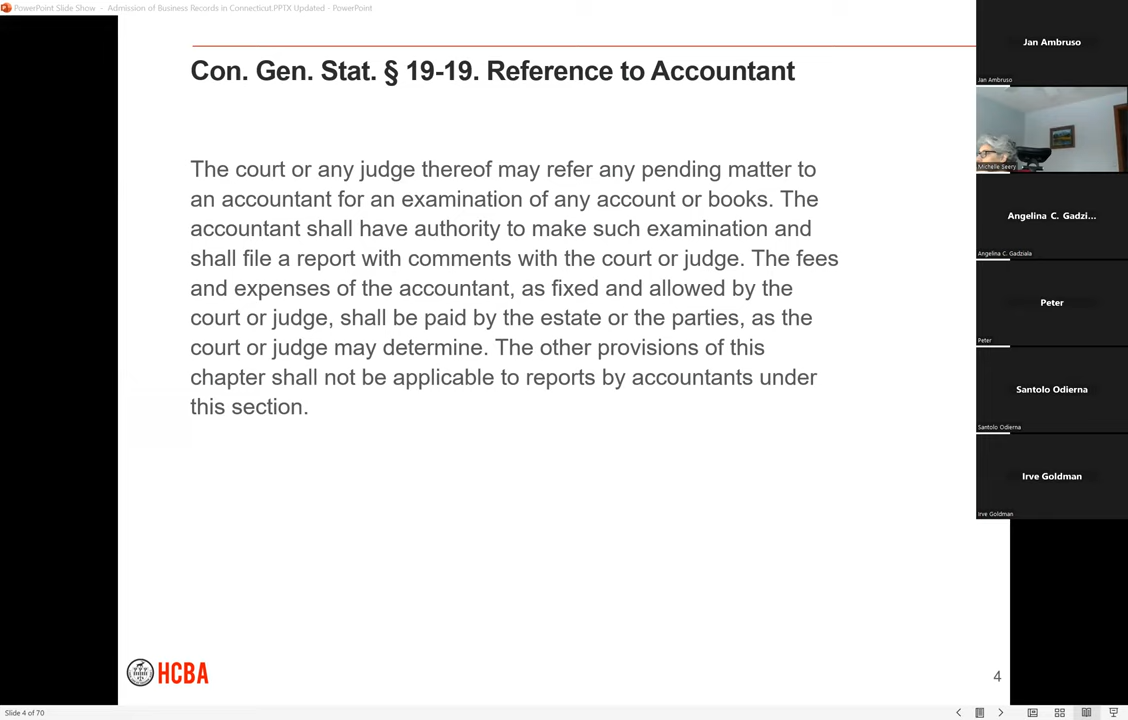 PowerPoint Slide Show - Admission of Business Records in Connecticut.PPTX Updated - PowerPoint
Con. Gen. Stat. § 19-19. Reference to Accountant
The court or any judge thereof may refer any pending matter to
an accountant for an examination of any account or books. The
accountant shall have authority to make such examination and
shall file a report with comments with the court or judge. The fees
and expenses of the accountant, as fixed and allowed by the
court or judge, shall be paid by the estate or the parties, as the
court or judge may determine. The other provisions of this
chapter shall not be applicable to reports by accountants under
this section.
HCBA
4
Slide 4 of 70
Jan Ambruso
Jan Ambruso
Michelle Seery
Angelina C. Gadzi...
Angelina C. Gadziala
Peter
Peter
Santolo Odierna
Santolo Odierna
Irve Goldman
Irve Goldman